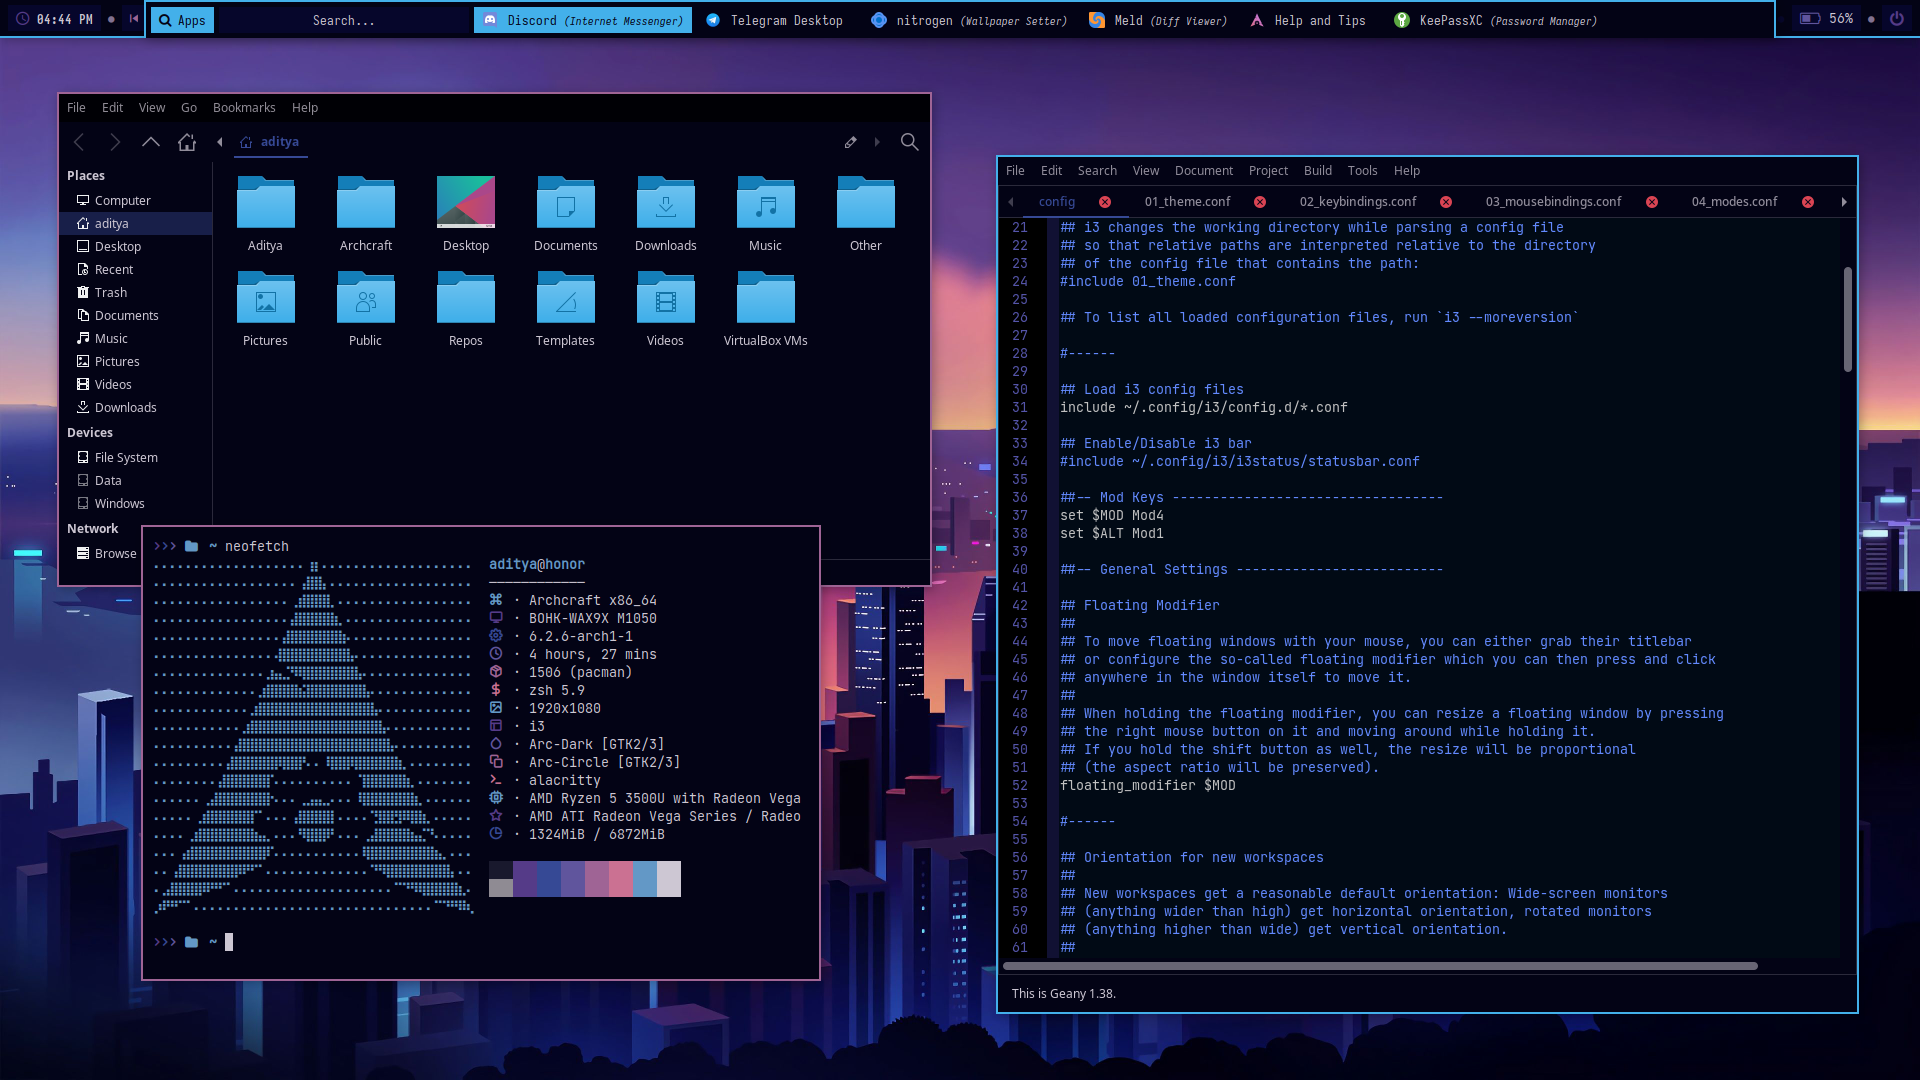 04:44 PM
Apps
Search...
Discord (Internet Messenger)
Telegram Desktop
nitrogen (Wallpaper Setter)
Meld (Diff Viewer)
Help and Tips
KeePassXC (Password Manager)
56%
File Edit View Go Bookmarks Help
aditya
Places
Computer
aditya
Desktop
Recent
Trash
Documents
Music
Pictures
Videos
Downloads
Devices
File System
Data
Windows
Network
Browse
Aditya Archcraft Desktop Documents Downloads Music Other
Pictures Public Repos Templates Videos VirtualBox VMs
>>> ~ neofetch
aditya@honor
------------
· Archcraft x86_64
· BOHK-WAX9X M1050
· 6.2.6-arch1-1
· 4 hours, 27 mins
· 1506 (pacman)
· zsh 5.9
· 1920x1080
· i3
· Arc-Dark [GTK2/3]
· Arc-Circle [GTK2/3]
· alacritty
· AMD Ryzen 5 3500U with Radeon Vega
· AMD ATI Radeon Vega Series / Radeo
· 1324MiB / 6872MiB
>>> ~
File Edit Search View Document Project Build Tools Help
config 01_theme.conf 02_keybindings.conf 03_mousebindings.conf 04_modes.conf
21 ## i3 changes the working directory while parsing a config file
22 ## so that relative paths are interpreted relative to the directory
23 ## of the config file that contains the path:
24 #include 01_theme.conf
25
26 ## To list all loaded configuration files, run `i3 --moreversion`
27
28 #------
29
30 ## Load i3 config files
31 include ~/.config/i3/config.d/*.conf
32
33 ## Enable/Disable i3 bar
34 #include ~/.config/i3/i3status/statusbar.conf
35
36 ##-- Mod Keys ----------------------------------
37 set $MOD Mod4
38 set $ALT Mod1
39
40 ##-- General Settings --------------------------
41
42 ## Floating Modifier
43 ##
44 ## To move floating windows with your mouse, you can either grab their titlebar
45 ## or configure the so-called floating modifier which you can then press and click
46 ## anywhere in the window itself to move it.
47 ##
48 ## When holding the floating modifier, you can resize a floating window by pressing
49 ## the right mouse button on it and moving around while holding it.
50 ## If you hold the shift button as well, the resize will be proportional
51 ## (the aspect ratio will be preserved).
52 floating_modifier $MOD
53
54 #------
55
56 ## Orientation for new workspaces
57 ##
58 ## New workspaces get a reasonable default orientation: Wide-screen monitors
59 ## (anything wider than high) get horizontal orientation, rotated monitors
60 ## (anything higher than wide) get vertical orientation.
61 ##
This is Geany 1.38.